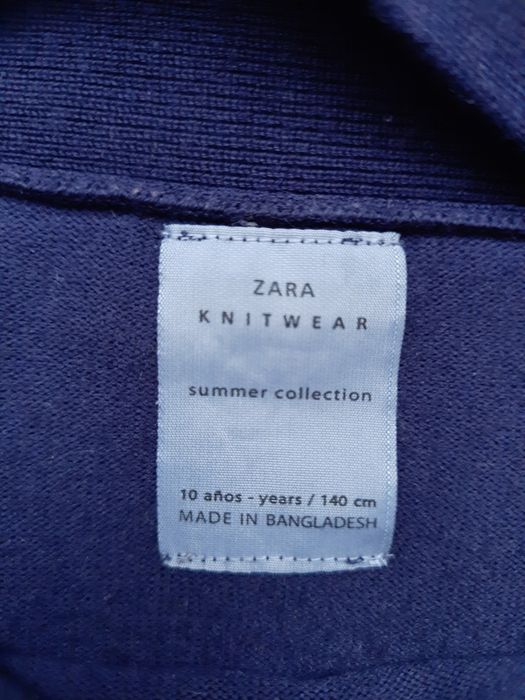 ZARA
KNITWEAR
summer collection
10 años - years / 140 cm
MADE IN BANGLADESH